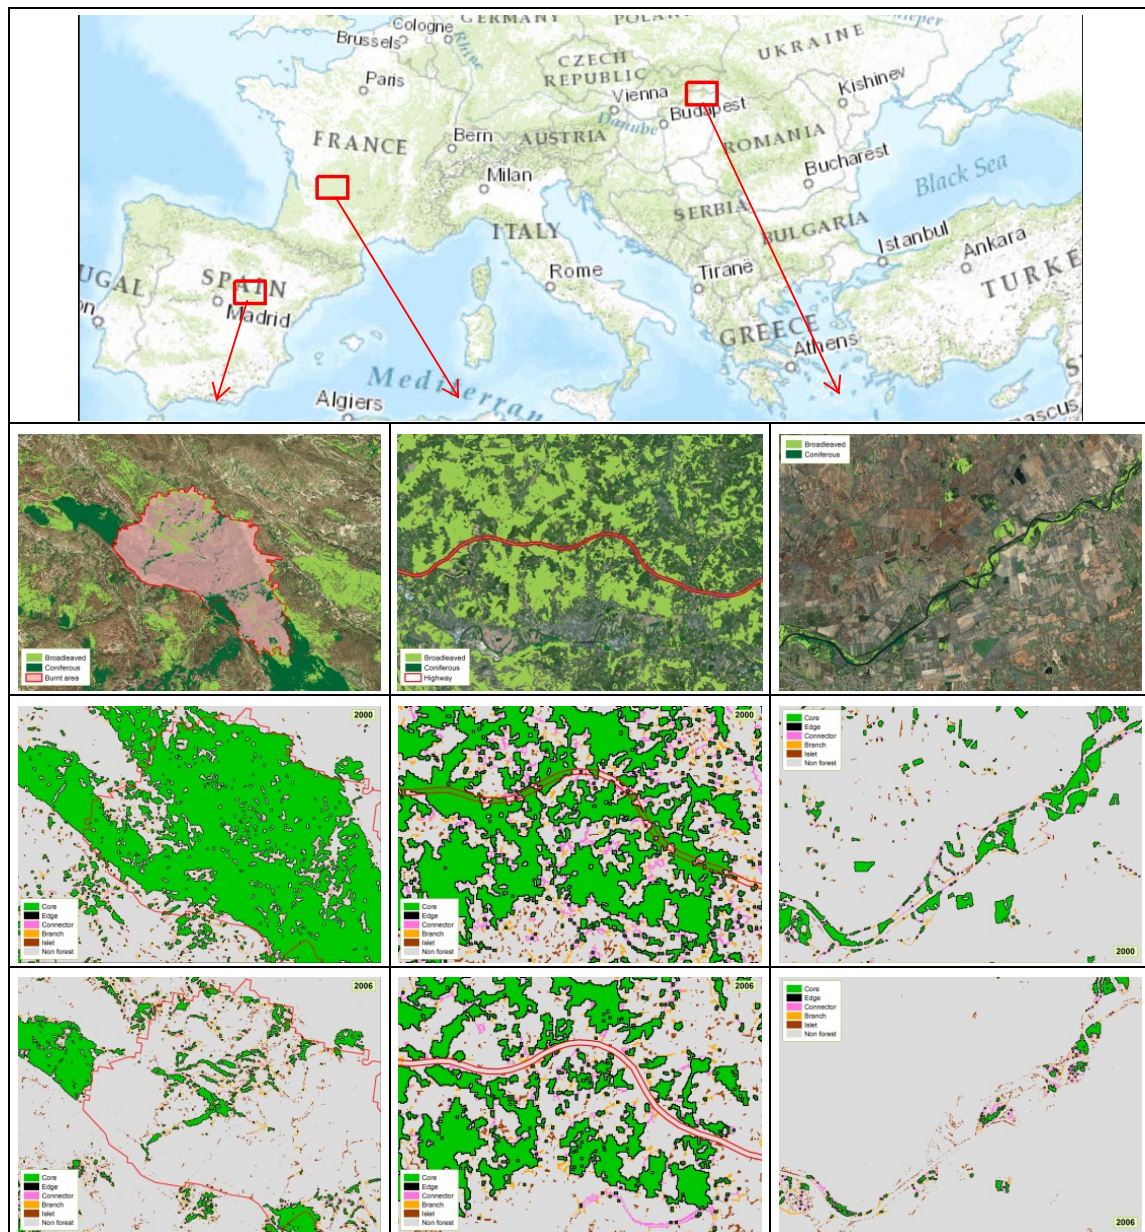 GERMANY
POLAND
Cologne
Brussels
Rhine
UKRAINE
CZECH
REPUBLIC
Paris
Vienna
Kishinev
Budapest
Danube
FRANCE
Bern
AUSTRIA
ROMANIA
Bucharest
Milan
Black Sea
SERBIA
ITALY
BULGARIA
Istanbul
Ankara
UGAL
SPAIN
Rome
Tiranë
TURKE
on
Madrid
GREECE
Athens
Mediterran
Algiers
mascus
Broadleaved
Coniferous
Burnt area
Broadleaved
Coniferous
Highway
Broadleaved
Coniferous
2000
Core
Edge
Connector
Branch
Islet
Non forest
2000
Core
Edge
Connector
Branch
Islet
Non forest
Core
Edge
Connector
Branch
Islet
Non forest
2000
2006
Core
Edge
Connector
Branch
Islet
Non forest
2006
Core
Edge
Connector
Branch
Islet
Non forest
Core
Edge
Connector
Branch
Islet
Non forest
2006